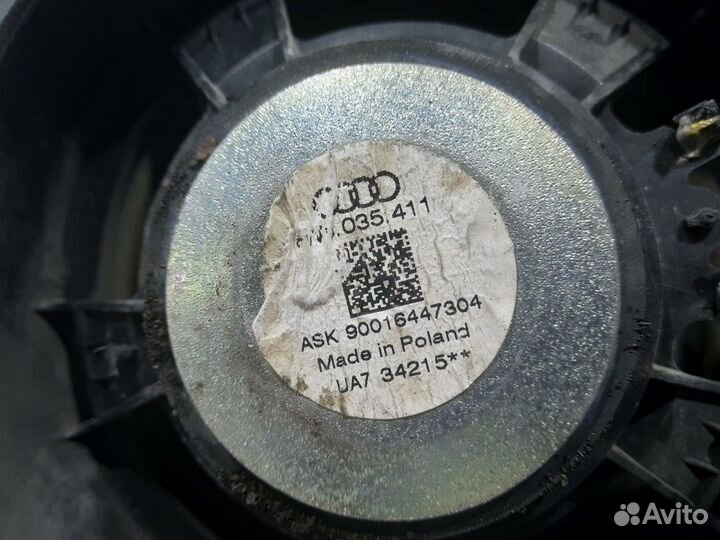 .035.411
ASK 90016447304
Made in Poland
UA7 34215**
Avito